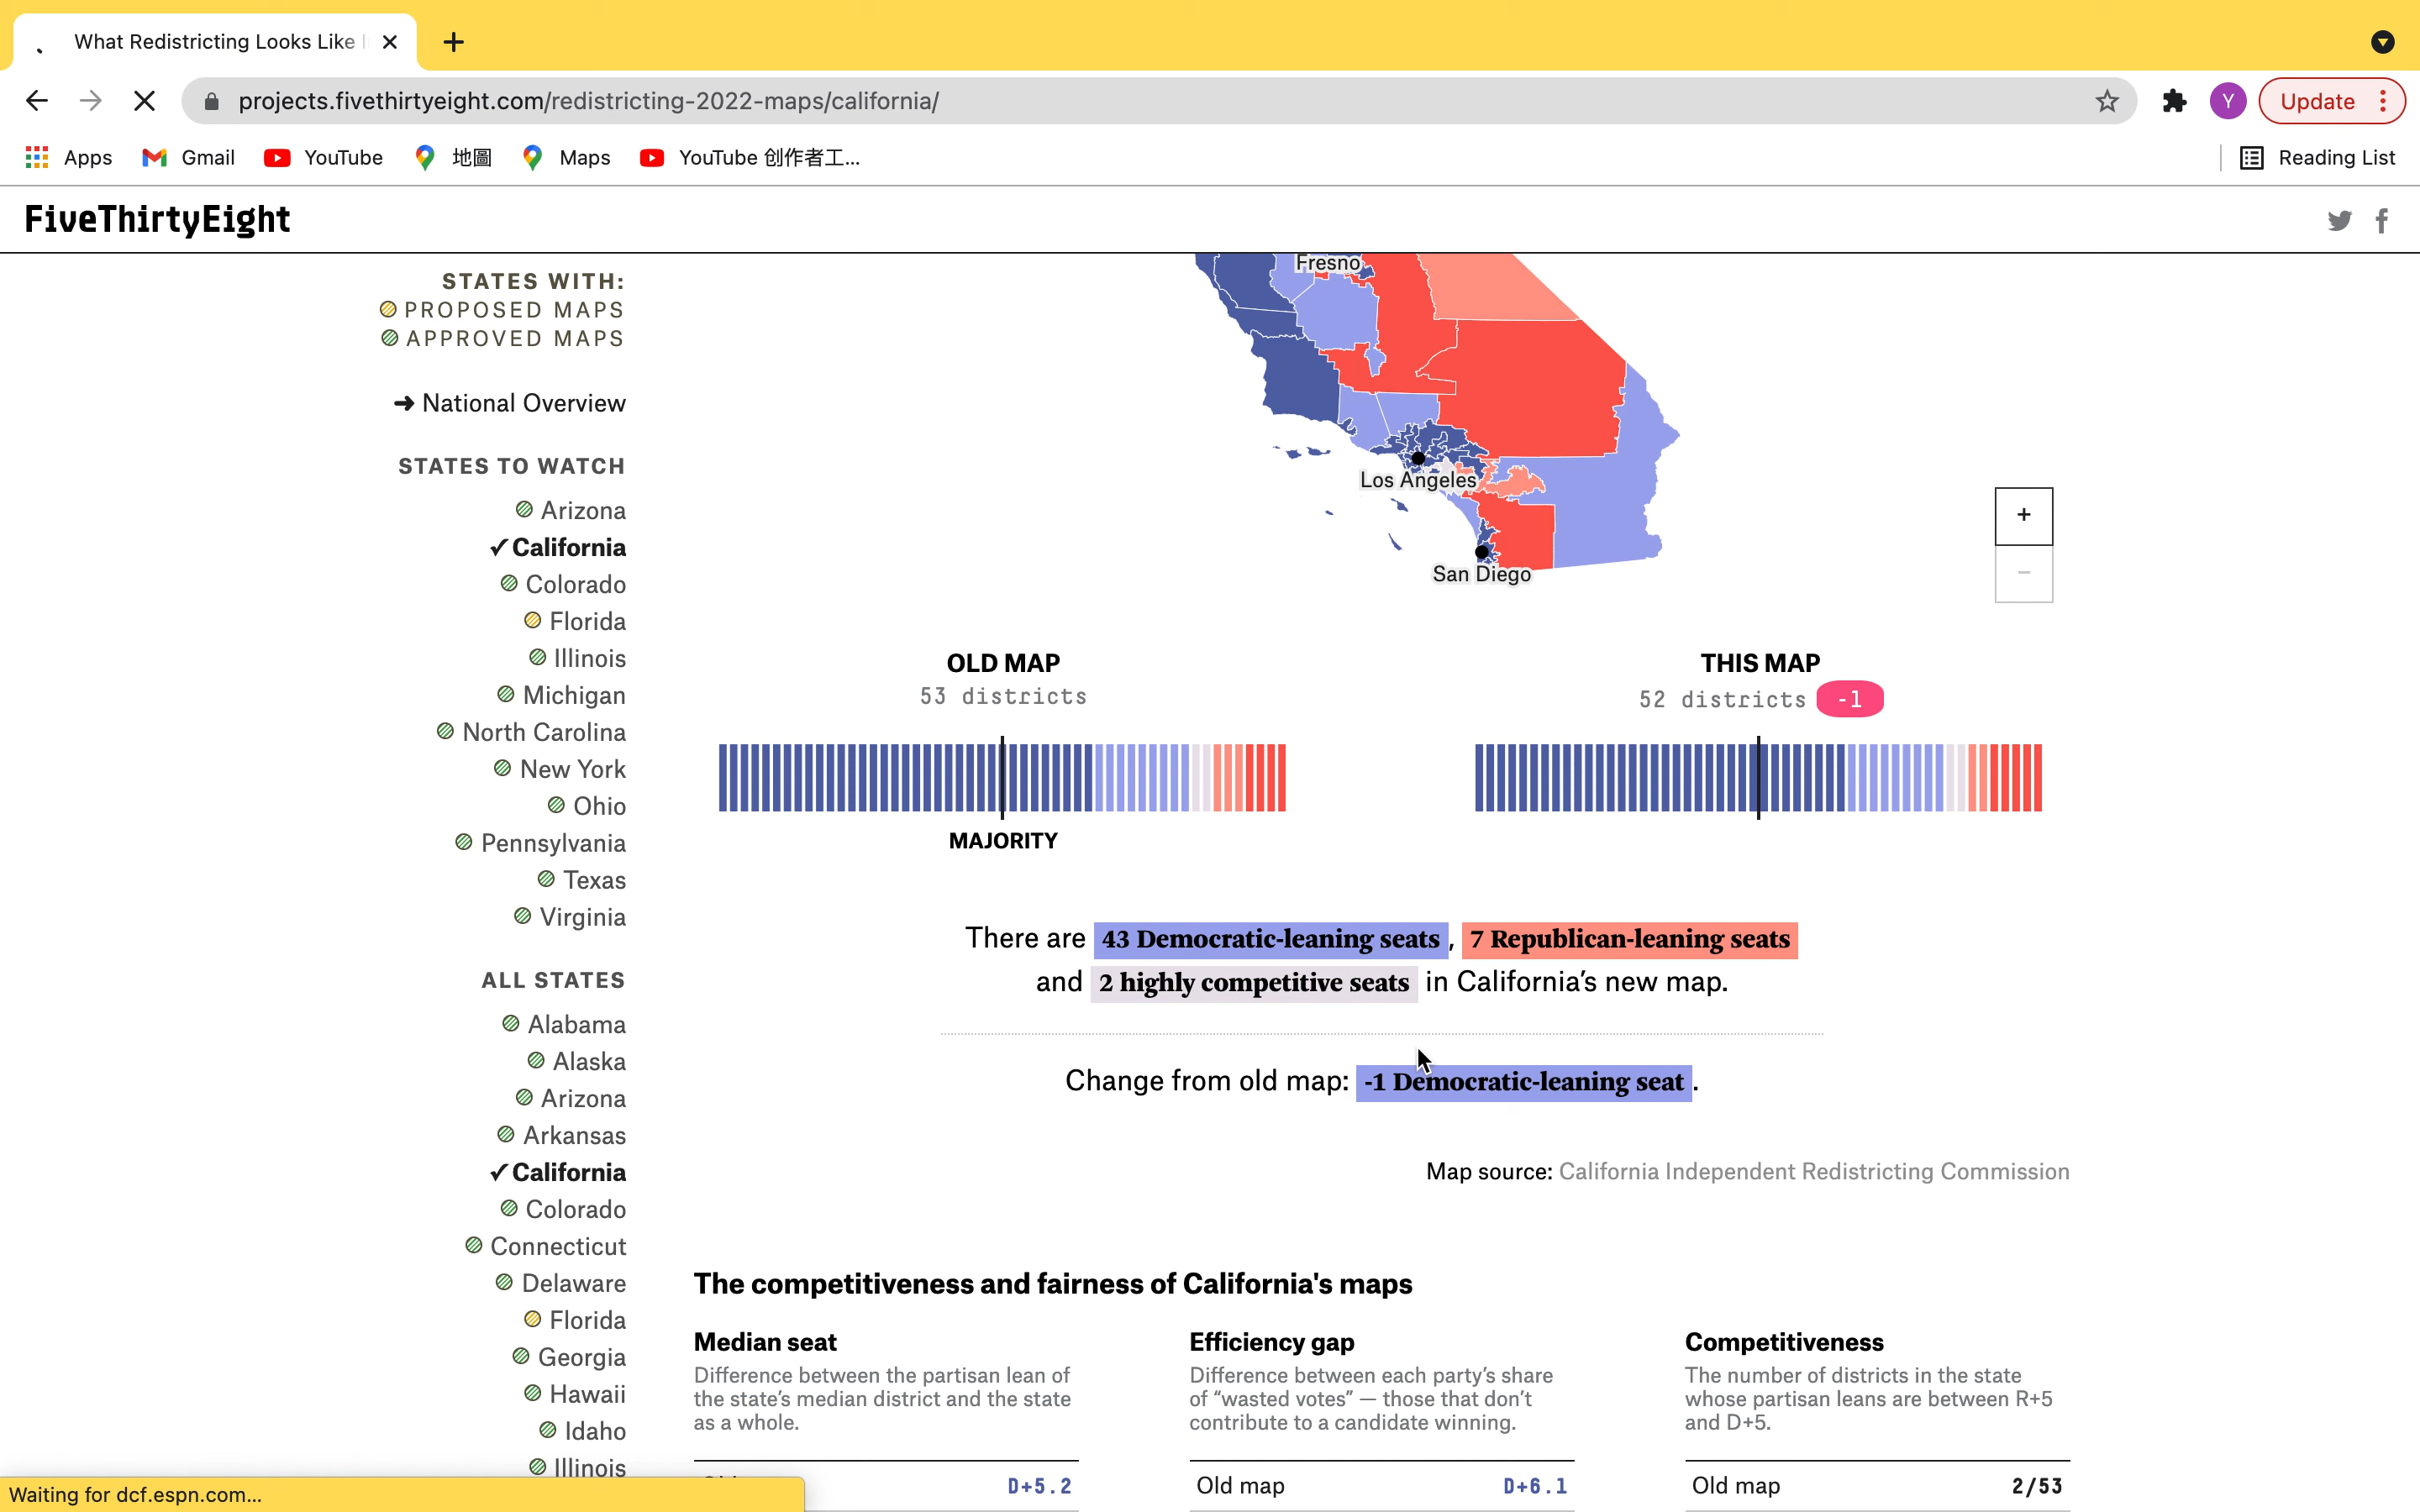 What Redistricting Looks Like
projects.fivethirtyeight.com/redistricting-2022-maps/california/
Y
Update
Apps
Gmail
YouTube
地圖
Maps
YouTube 创作者工...
Reading List
FiveThirtyEight
STATES WITH:
PROPOSED MAPS
APPROVED MAPS
➔ National Overview
STATES TO WATCH
Arizona
✓ California
Colorado
Florida
Illinois
Michigan
North Carolina
New York
Ohio
Pennsylvania
Texas
Virginia
ALL STATES
Alabama
Alaska
Arizona
Arkansas
✓ California
Colorado
Connecticut
Delaware
Florida
Georgia
Hawaii
Idaho
Illinois
Fresno
Los Angeles
San Diego
+
−
OLD MAP
53 districts
MAJORITY
THIS MAP
52 districts -1
There are 43 Democratic-leaning seats, 7 Republican-leaning seats
and 2 highly competitive seats in California’s new map.
Change from old map: -1 Democratic-leaning seat.
Map source: California Independent Redistricting Commission
The competitiveness and fairness of California's maps
Median seat
Difference between the partisan lean of
the state’s median district and the state
as a whole.
D+5.2
Efficiency gap
Difference between each party’s share
of “wasted votes” — those that don’t
contribute to a candidate winning.
Old map D+6.1
Competitiveness
The number of districts in the state
whose partisan leans are between R+5
and D+5.
Old map 2/53
Waiting for dcf.espn.com...